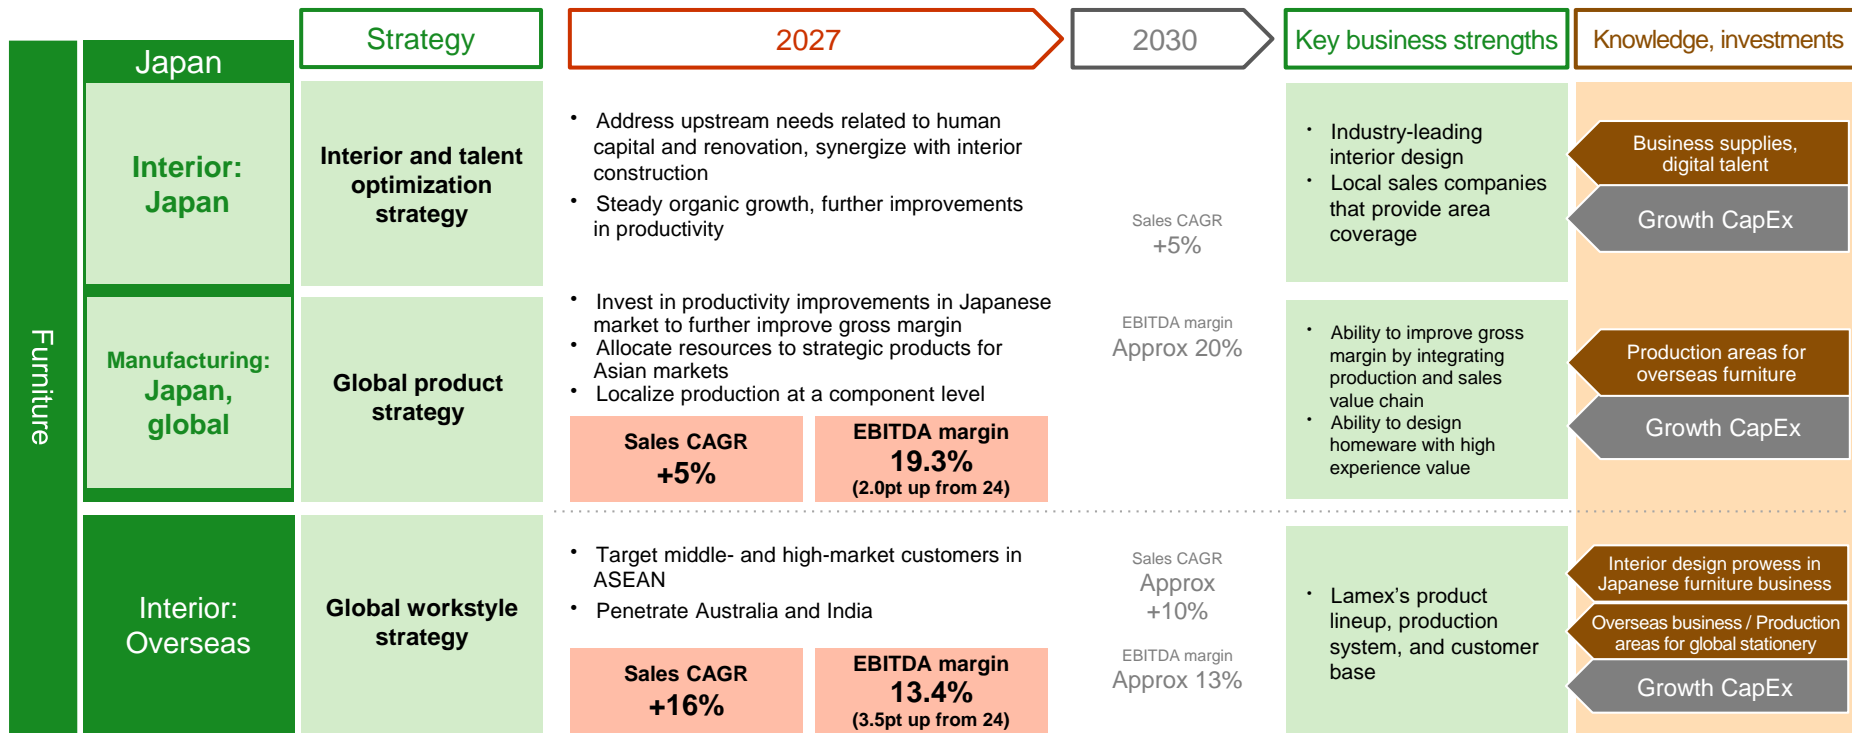 Strategy
2027
2030
Key business strengths
Knowledge, investments
Furniture
Japan
Interior:
Japan
Interior and talent
optimization
strategy
• Address upstream needs related to human
capital and renovation, synergize with interior
construction
• Steady organic growth, further improvements
in productivity
Sales CAGR
+5%
• Industry-leading
interior design
• Local sales companies
that provide area
coverage
Business supplies,
digital talent
Growth CapEx
Manufacturing:
Japan,
global
Global product
strategy
• Invest in productivity improvements in Japanese
market to further improve gross margin
• Allocate resources to strategic products for
Asian markets
• Localize production at a component level
Sales CAGR
+5%
EBITDA margin
19.3%
(2.0pt up from 24)
EBITDA margin
Approx 20%
• Ability to improve gross
margin by integrating
production and sales
value chain
• Ability to design
homeware with high
experience value
Production areas for
overseas furniture
Growth CapEx
Interior:
Overseas
Global workstyle
strategy
• Target middle- and high-market customers in
ASEAN
• Penetrate Australia and India
Sales CAGR
+16%
EBITDA margin
13.4%
(3.5pt up from 24)
Sales CAGR
Approx
+10%
EBITDA margin
Approx 13%
• Lamex's product
lineup, production
system, and customer
base
Interior design prowess in
Japanese furniture business
Overseas business / Production
areas for global stationery
Growth CapEx